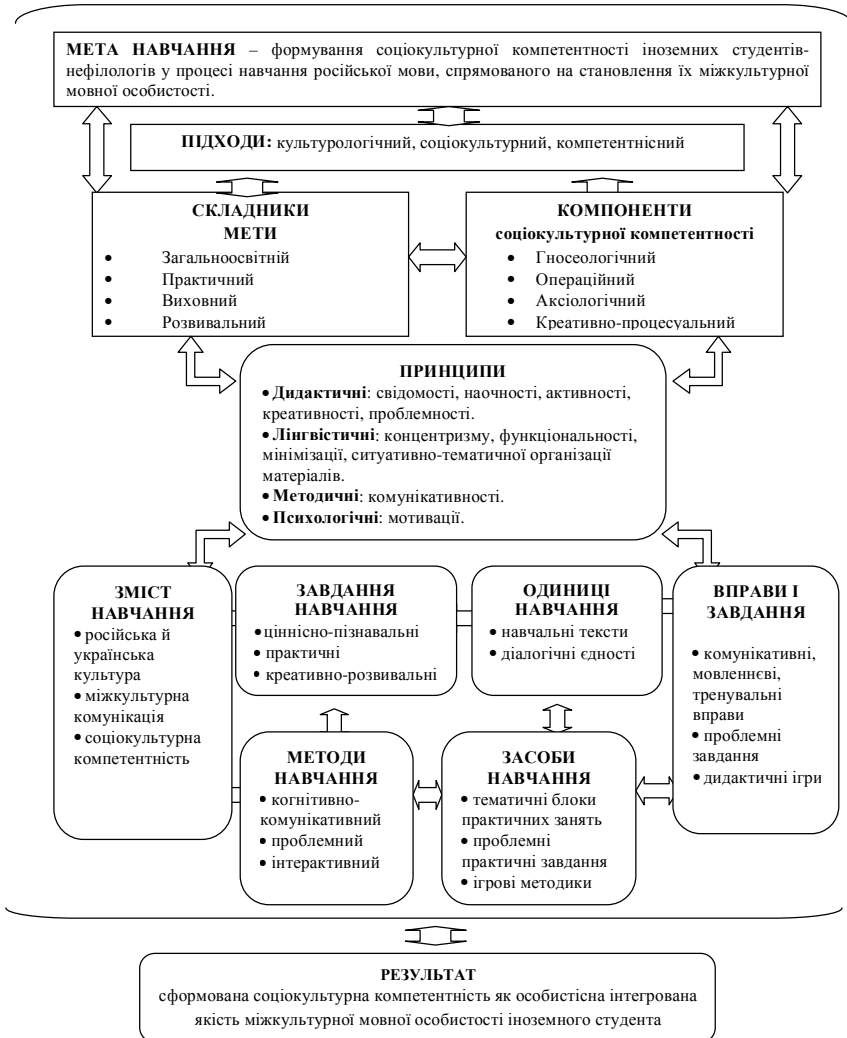 МЕТА НАВЧАННЯ – формування соціокультурної компетентності іноземних студентів-
нефілологів у процесі навчання російської мови, спрямованого на становлення їх міжкультурної
мовної особистості.
ПІДХОДИ: культурологічний, соціокультурний, компетентнісний
СКЛАДНИКИ
МЕТИ
• Загальноосвітній
• Практичний
• Виховний
• Розвивальний
КОМПОНЕНТИ
соціокультурної компетентності
• Гносеологічний
• Операційний
• Аксіологічний
• Креативно-процесуальний
ПРИНЦИПИ
• Дидактичні: свідомості, наочності, активності,
креативності, проблемності.
• Лінгвістичні: концентризму, функціональності,
мінімізації, ситуативно-тематичної організації
матеріалів.
• Методичні: комунікативності.
• Психологічні: мотивації.
ЗМІСТ
НАВЧАННЯ
• російська й
українська
культура
• міжкультурна
комунікація
• соціокультурна
компетентність
ЗАВДАННЯ
НАВЧАННЯ
• ціннісно-пізнавальні
• практичні
• креативно-розвивальні
ОДИНИЦІ
НАВЧАННЯ
• навчальні тексти
• діалогічні єдності
ВПРАВИ І
ЗАВДАННЯ
• комунікативні,
мовленнєві,
тренувальні
вправи
• проблемні
завдання
• дидактичні ігри
МЕТОДИ
НАВЧАННЯ
• когнітивно-
комунікативний
• проблемний
• інтерактивний
ЗАСОБИ
НАВЧАННЯ
• тематичні блоки
практичних занять
• проблемні
практичні завдання
• ігрові методики
РЕЗУЛЬТАТ
сформована соціокультурна компетентність як особистісна інтегрована
якість міжкультурної мовної особистості іноземного студента